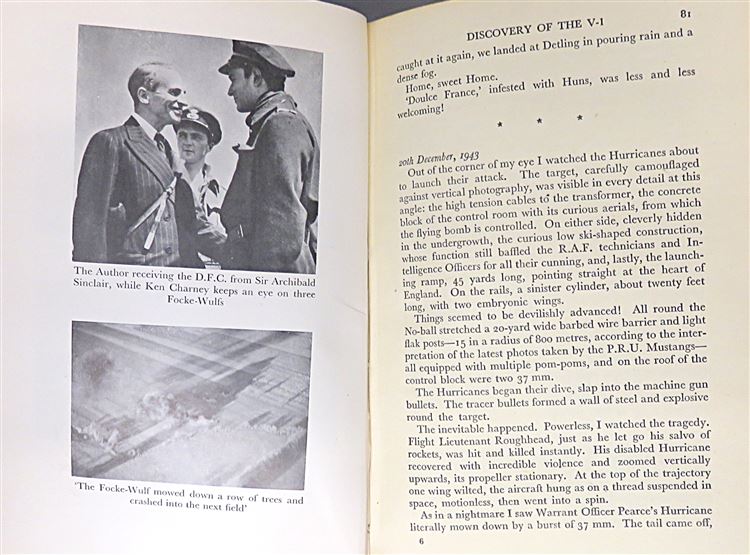 The Author receiving the D.F.C. from Sir Archibald
Sinclair, while Ken Charney keeps an eye on three
Focke-Wulfs
'The Focke-Wulf mowed down a row of trees and
crashed into the next field'
DISCOVERY OF THE V-1 81
caught at it again, we landed at Detling in pouring rain and a
dense fog.
Home, sweet Home.
'Doulce France,' infested with Huns, was less and less
welcoming!
* * *
20th December, 1943
Out of the corner of my eye I watched the Hurricanes about
to launch their attack. The target, carefully camouflaged
against vertical photography, was visible in every detail at this
angle: the high tension cables to the transformer, the concrete
block of the control room with its curious aerials, from which
the flying bomb is controlled. On either side, cleverly hidden
in the undergrowth, the curious low ski-shaped construction,
whose function still baffled the R.A.F. technicians and In-
telligence Officers for all their cunning, and, lastly, the launch-
ing ramp, 45 yards long, pointing straight at the heart of
England. On the rails, a sinister cylinder, about twenty feet
long, with two embryonic wings.
Things seem to be devilishly advanced! All round the
No-ball stretched a 20-yard wide barbed wire barrier and light
flak posts—15 in a radius of 800 metres, according to the inter-
pretation of the latest photos taken by the P.R.U. Mustangs—
all equipped with multiple pom-poms, and on the roof of the
control block were two 37 mm.
The Hurricanes began their dive, slap into the machine gun
bullets. The tracer bullets formed a wall of steel and explosive
round the target.
The inevitable happened. Powerless, I watched the tragedy.
Flight Lieutenant Roughhead, just as he let go his salvo of
rockets, was hit and killed instantly. His disabled Hurricane
recovered with incredible violence and zoomed vertically
upwards, its propeller stationary. At the top of the trajectory
one wing wilted, the aircraft hung as on a thread suspended in
space, motionless, then went into a spin.
As in a nightmare I saw Warrant Officer Pearce's Hurricane
literally mown down by a burst of 37 mm. The tail came off,
6